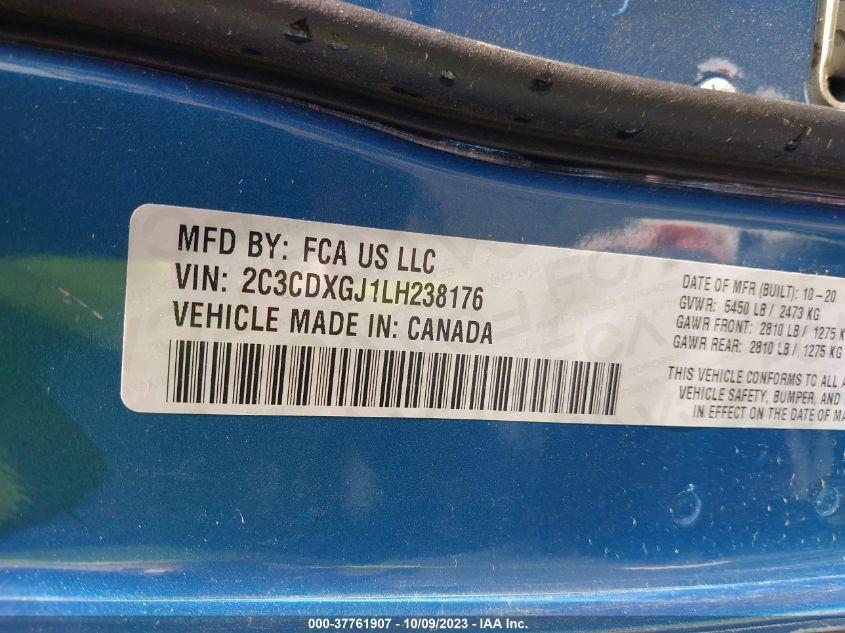 MFD BY: FCA US LLC
VIN: 2C3CDXGJ1LH238176
VEHICLE MADE IN: CANADA
DATE OF MFR (BUILT): 10-20
GVWR: 5450 LB / 2473 KG
GAWR FRONT: 2810 LB / 1275 K
GAWR REAR: 2810 LB / 1275 KG
THIS VEHICLE CONFORMS TO ALL A
VEHICLE SAFETY, BUMPER, AND
IN EFFECT ON THE DATE OF MA
000-37761907 - 10/09/2023 - IAA Inc.